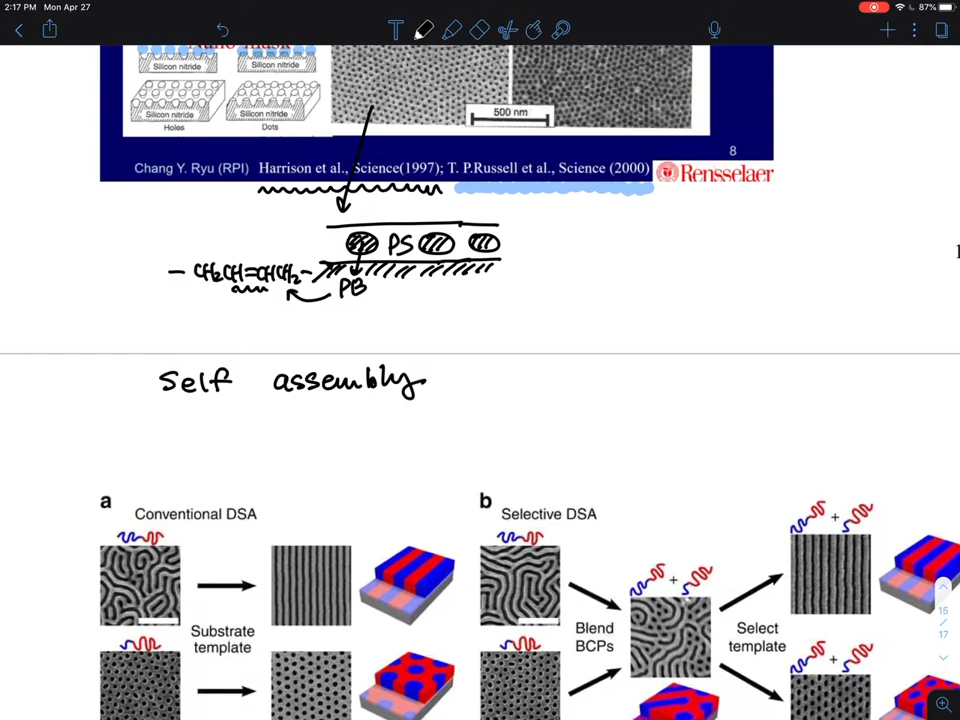 2:17 PM Mon Apr 27
87%
T
Nano mask
Silicon nitride
Silicon nitride
Silicon nitride
Silicon nitride
Holes
Dots
500 nm
8
Chang Y. Ryu (RPI)
Harrison et al., Science(1997); T. P.Russell et al., Science (2000)
Rensselaer
PS
— CH2CH=CHCH2 —
PB
Self assembly
a
Conventional DSA
b
Selective DSA
+
+
Substrate
template
Blend
BCPs
Select
template
+
15
/
17